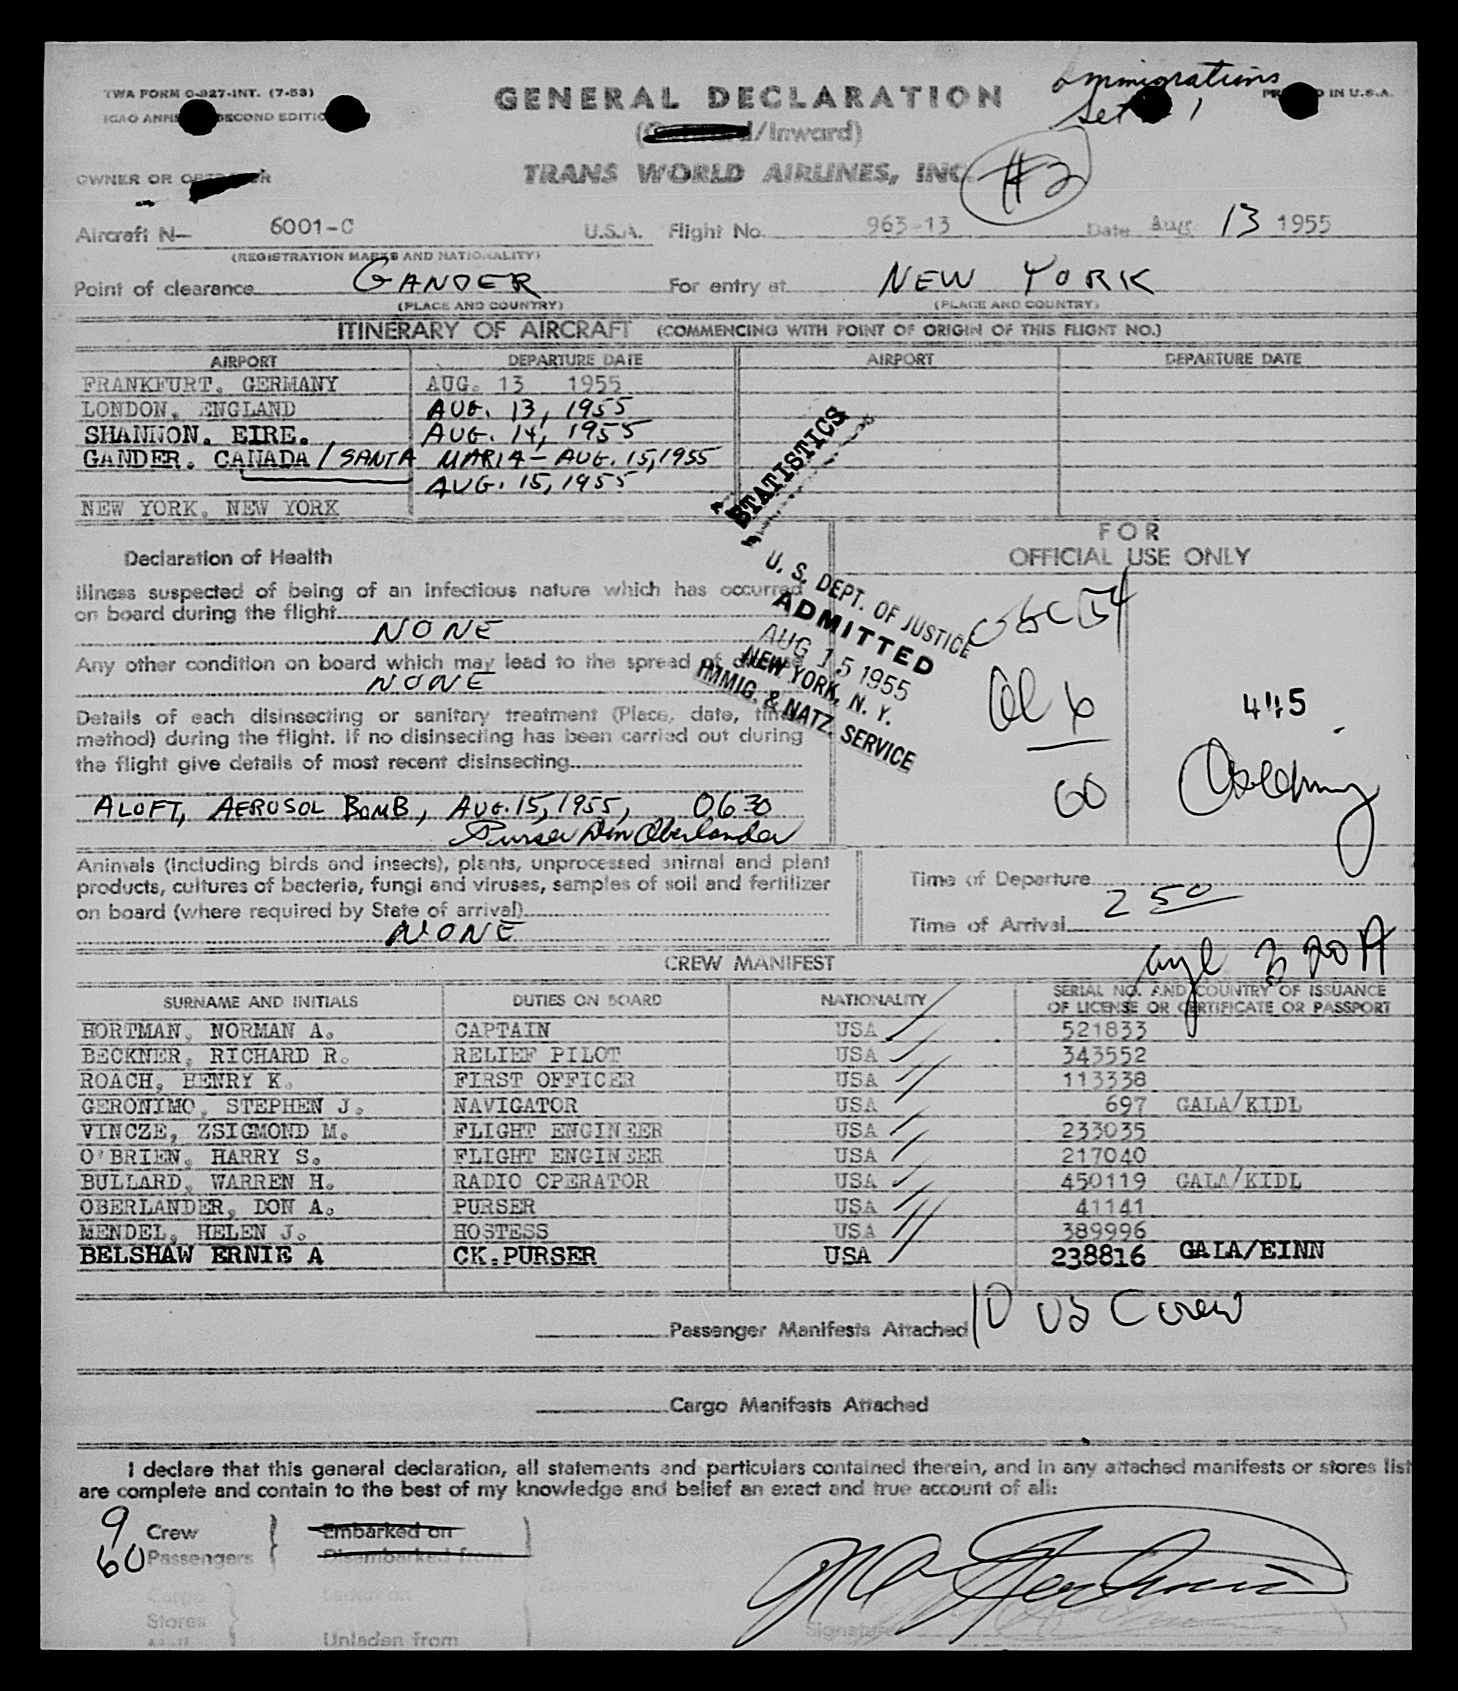 TWA FORM O-927-INT. (7-53)
Immigrations
Set 1
IN U.S.A.
SECOND EDITIO
GENERAL DECLARATION
/Inward)
OWNER OR OPERATOR
TRANS WORLD AIRLINES, INC.
#2
Aircraft N— 6001-C U.S.A. Flight No. 963-13 Date Aug 13 1955
(REGISTRATION MARKS AND NATIONALITY)
Point of clearance GANDER For entry at NEW YORK
(PLACE AND COUNTRY) (PLACE AND COUNTRY)
ITINERARY OF AIRCRAFT (COMMENCING WITH POINT OF ORIGIN OF THIS FLIGHT NO.)
AIRPORT DEPARTURE DATE AIRPORT DEPARTURE DATE
FRANKFURT, GERMANY AUG. 13 1955
LONDON, ENGLAND AUG. 13, 1955
SHANNON. EIRE. AUG. 14, 1955
GANDER. CANADA / SANTA MARIA - AUG. 15, 1955
AUG. 15, 1955
NEW YORK, NEW YORK
STATISTICS
FOR
OFFICIAL USE ONLY
Declaration of Health
Illness suspected of being of an infectious nature which has occurred
on board during the flight
NONE
Any other condition on board which may lead to the spread of disease
NONE
U. S. DEPT. OF JUSTICE
ADMITTED
AUG 15 1955
NEW YORK, N. Y.
IMMIG. & NATZ. SERVICE
Details of each disinsecting or sanitary treatment (Place, date, time,
method) during the flight. If no disinsecting has been carried out during
the flight give details of most recent disinsecting
445
60
ALOFT, AEROSOL BOMB, AUG. 15, 1955, 0630
Purser Don Oberlander
Animals (including birds and insects), plants, unprocessed animal and plant
products, cultures of bacteria, fungi and viruses, samples of soil and fertilizer
on board (where required by State of arrival)
NONE
Time of Departure
Time of Arrival 2 50
3 20 A
CREW MANIFEST
SURNAME AND INITIALS DUTIES ON BOARD NATIONALITY SERIAL NO. AND COUNTRY OF ISSUANCE
OF LICENSE OR CERTIFICATE OR PASSPORT
HORTMAN, NORMAN A. CAPTAIN USA 521833
BECKNER, RICHARD R. RELIEF PILOT USA 343552
ROACH, HENRY K. FIRST OFFICER USA 113338
GERONIMO, STEPHEN J. NAVIGATOR USA 697 GALA/KIDL
VINCZE, ZSIGMOND M. FLIGHT ENGINEER USA 233035
O'BRIEN, HARRY S. FLIGHT ENGINEER USA 217040
BULLARD, WARREN H. RADIO OPERATOR USA 450119 GALA/KIDL
OBERLANDER, DON A. PURSER USA 41141
MENDEL, HELEN J. HOSTESS USA 389996
BELSHAW ERNIE A CK.PURSER USA 238816 GALA/EINN
Passenger Manifests Attached
10 US Crew
Cargo Manifests Attached
I declare that this general declaration, all statements and particulars contained therein, and in any attached manifests or stores list
are complete and contain to the best of my knowledge and belief an exact and true account of all:
9 Crew Embarked on
60 Passengers Disembarked from
Cargo Laden on
Stores
Unladen from
Signature